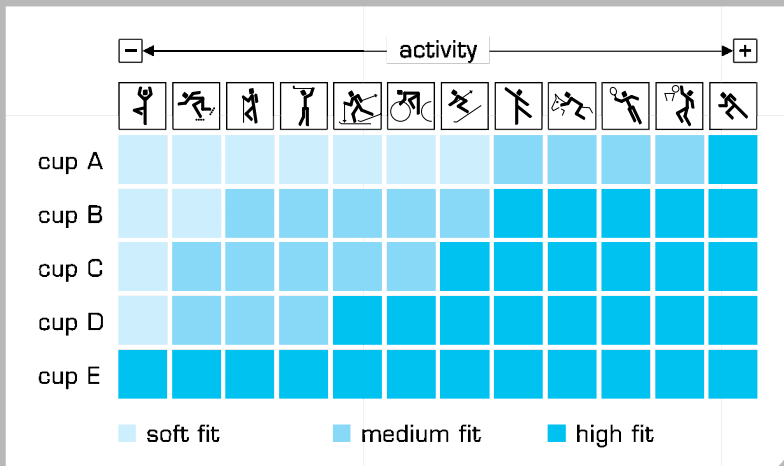 - activity +
cup A
cup B
cup C
cup D
cup E
soft fit medium fit high fit